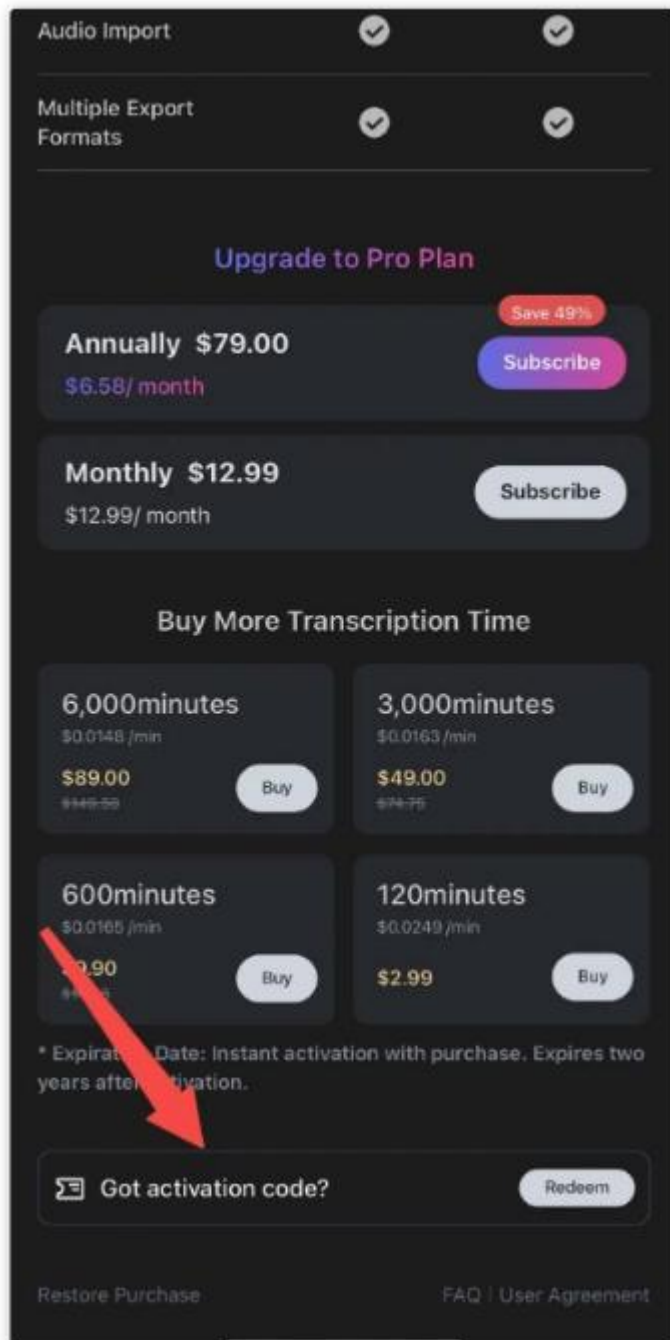 Audio Import
Multiple Export
Formats
Upgrade to Pro Plan
Save 49%
Annually $79.00
Subscribe
$6.58/ month
Monthly $12.99
Subscribe
$12.99/ month
Buy More Transcription Time
6,000minutes
$0.0148 /min
$89.00
Buy
3,000minutes
$0.0163 /min
$49.00
$74.75
Buy
600minutes
$0.0165 /min
Buy
120minutes
$0.0249 /min
$2.99
Buy
* Date: Instant activation with purchase. Expires two
years after
Got activation code?
Redeem
Restore Purchase
FAQ | User Agreement